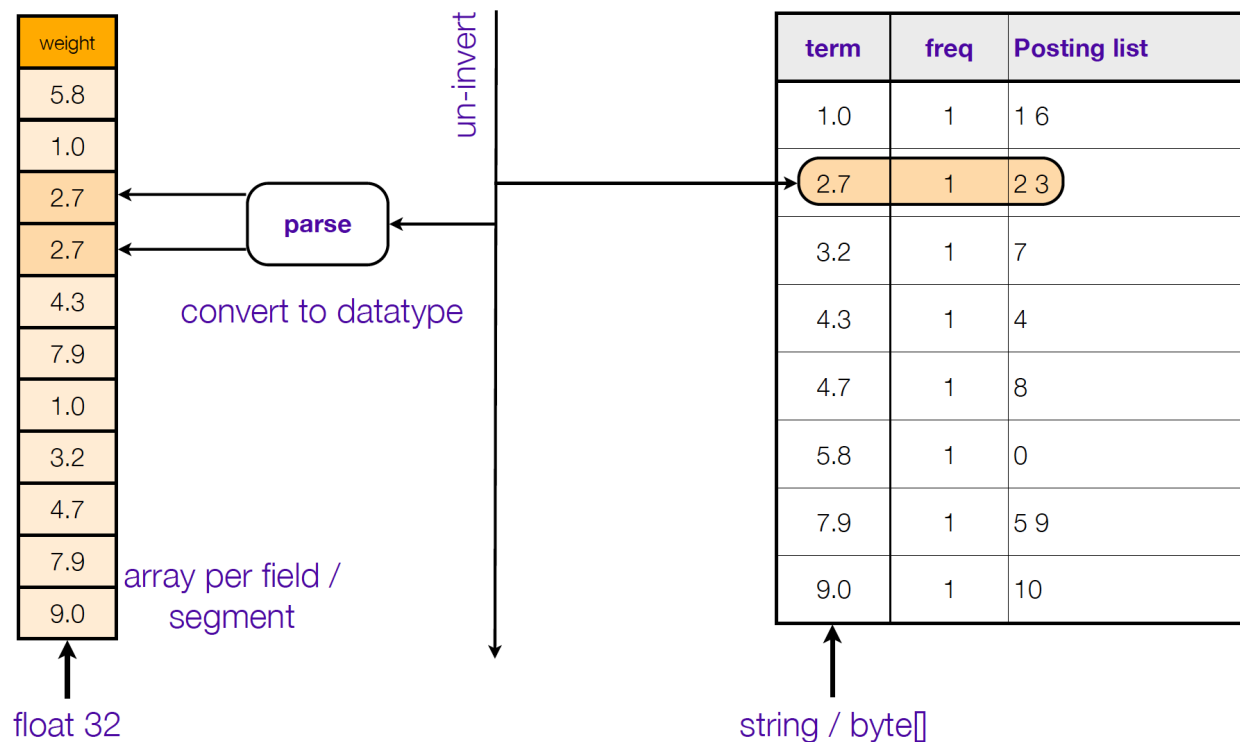 weight
5.8
1.0
2.7
2.7
4.3
7.9
1.0
3.2
4.7
7.9
9.0
float 32
array per field /
segment
parse
convert to datatype
un-invert
term freq Posting list
1.0 1 1 6
2.7 1 2 3
3.2 1 7
4.3 1 4
4.7 1 8
5.8 1 0
7.9 1 5 9
9.0 1 10
string / byte[]